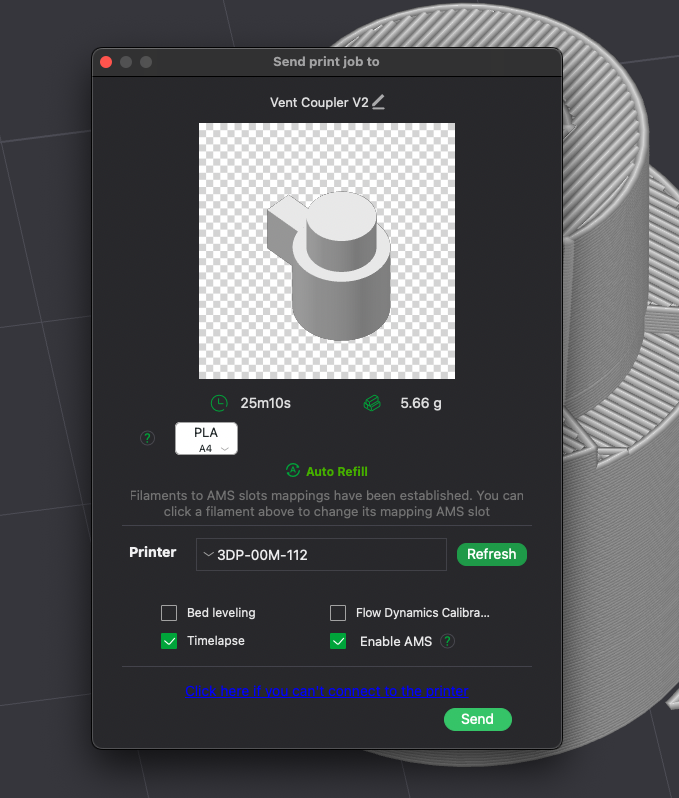 Send print job to
Vent Coupler V2
25m10s
5.66 g
?
PLA
A4
A
Auto Refill
Filaments to AMS slots mappings have been established. You can
click a filament above to change its mapping AMS slot
Printer
3DP-00M-112
Refresh
Bed leveling
Flow Dynamics Calibra...
Timelapse
Enable AMS ?
Click here if you can't connect to the printer
Send